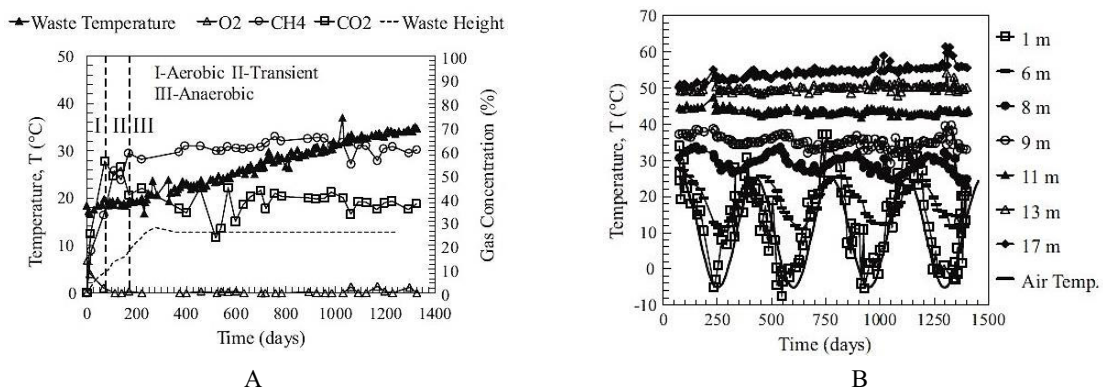 Waste Temperature O2 CH4 CO2 Waste Height
50
40
30
20
10
0
Temperature, T (°C)
I-Aerobic II-Transient
III-Anaerobic
I II III
100
90
80
70
60
50
40
30
20
10
0
Gas Concentration (%)
0 200 400 600 800 1000 1200 1400
Time (days)
A
70
60
50
40
30
20
10
0
-10
Temperature, T (°C)
0 250 500 750 1000 1250 1500
Time (days)
1 m
6 m
8 m
9 m
11 m
13 m
17 m
Air Temp.
B